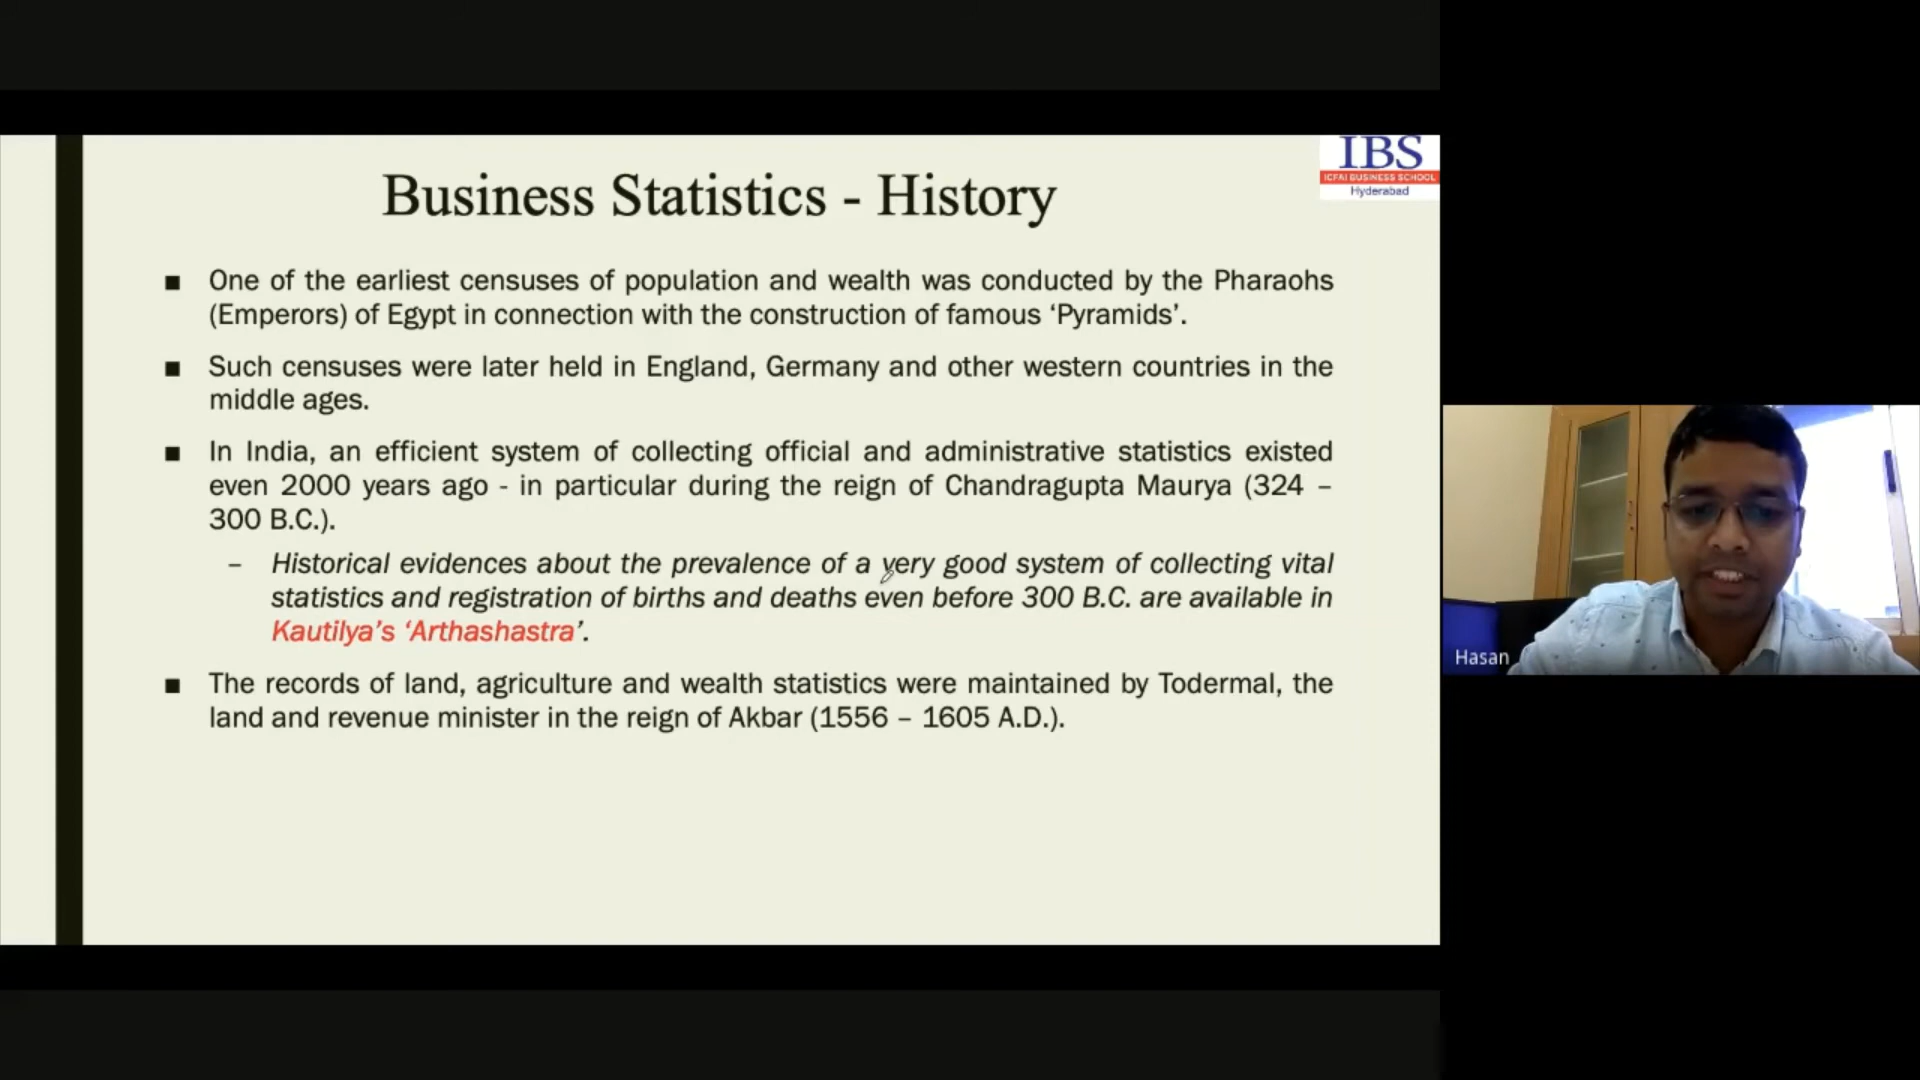 IBS
ICFAI BUSINESS SCHOOL
Hyderabad
Business Statistics - History
■ One of the earliest censuses of population and wealth was conducted by the Pharaohs
(Emperors) of Egypt in connection with the construction of famous ‘Pyramids’.
■ Such censuses were later held in England, Germany and other western countries in the
middle ages.
■ In India, an efficient system of collecting official and administrative statistics existed
even 2000 years ago - in particular during the reign of Chandragupta Maurya (324 –
300 B.C.).
– Historical evidences about the prevalence of a very good system of collecting vital
statistics and registration of births and deaths even before 300 B.C. are available in
Kautilya’s ‘Arthashastra’.
■ The records of land, agriculture and wealth statistics were maintained by Todermal, the
land and revenue minister in the reign of Akbar (1556 – 1605 A.D.).
Hasan